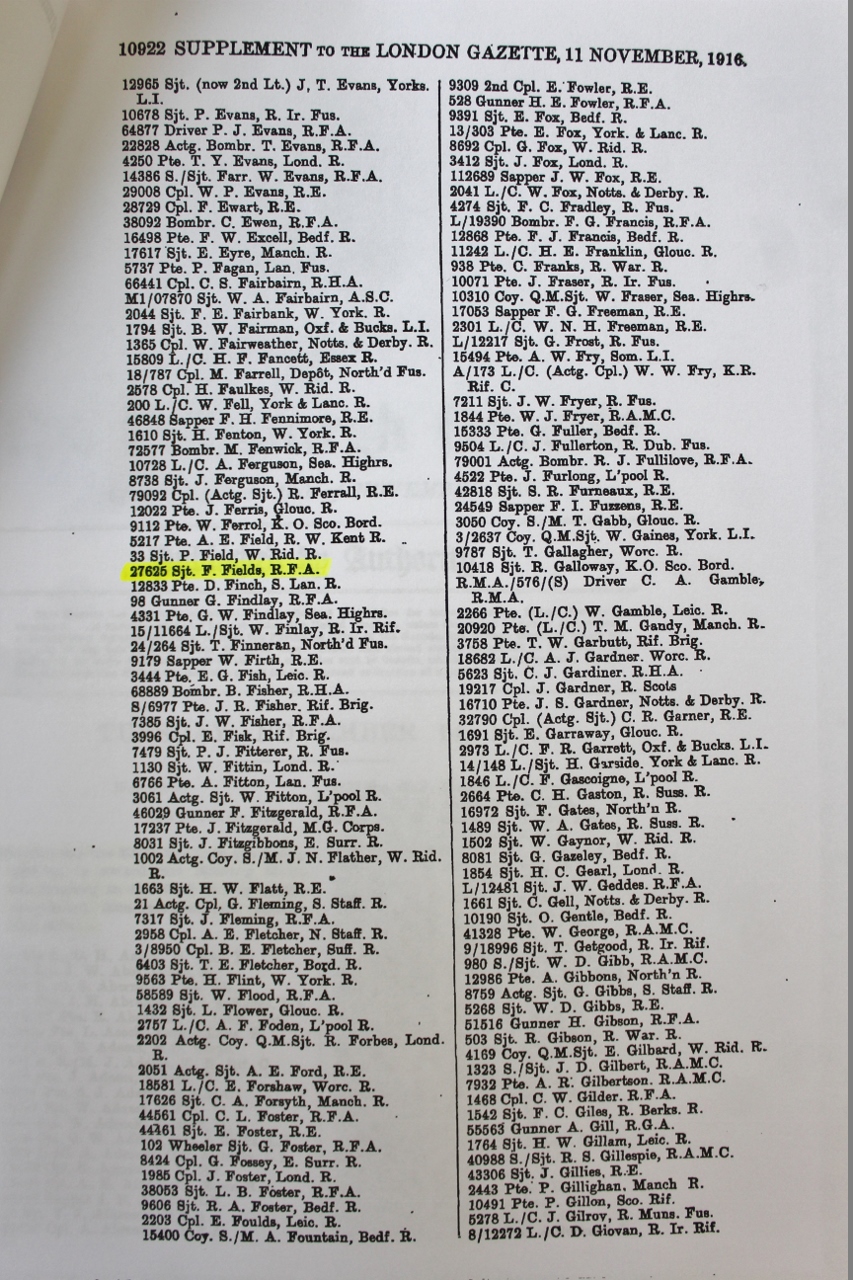 10922 SUPPLEMENT TO THE LONDON GAZETTE, 11 NOVEMBER, 1916.
12965 Sjt. (now 2nd Lt.) J. T. Evans, Yorks.
L.I.
10678 Sjt. P. Evans, R. Ir. Fus.
64877 Driver P. J. Evans, R.F.A.
22828 Actg. Bombr. T. Evans, R.F.A.
4250 Pte. T. Y. Evans, Lond. R.
14386 S./Sjt. Farr. W. Evans, R.F.A.
29008 Cpl. W. P. Evans, R.E.
28729 Cpl. F. Ewart, R.E.
38092 Bombr. C. Ewen, R.F.A.
16498 Pte. F. W. Excell, Bedf. R.
17617 Sjt. E. Eyre, Manch. R.
5737 Pte. P. Fagan, Lan. Fus.
66441 Cpl. C. S. Fairbairn, R.H.A.
M1/07870 Sjt. W. A. Fairbairn, A.S.C.
2044 Sjt. F. E. Fairbank, W. York. R.
1794 Sjt. B. W. Fairman, Oxf. & Bucks. L.I.
1365 Cpl. W. Fairweather, Notts. & Derby. R.
15809 L./C. H. F. Fancett, Essex R.
18/787 Cpl. M. Farrell, Depôt, North'd Fus.
2578 Cpl. H. Faulkes, W. Rid. R.
200 L./C. W. Fell, York & Lanc. R.
46848 Sapper F. H. Fennimore, R.E.
1610 Sjt. H. Fenton, W. York. R.
72577 Bombr. M. Fenwick, R.F.A.
10728 L./C. A. Ferguson, Sea. Highrs.
8738 Sjt. J. Ferguson, Manch. R.
79092 Cpl. (Actg. Sjt.) R. Ferrall, R.E.
12022 Pte. J. Ferris, Glouc. R.
9112 Pte. W. Ferrol, K. O. Sco. Bord.
5217 Pte. A. E. Field, R. W. Kent R.
33 Sjt. P. Field, W. Rid. R.
27625 Sjt. F. Fields, R.F.A.
12833 Pte. D. Finch, S. Lan. R.
98 Gunner G. Findlay, R.F.A.
4331 Pte. G. W. Findlay, Sea. Highrs.
15/11664 L./Sjt. W. Finlay, R. Ir. Rif.
24/264 Sjt. T. Finneran, North'd Fus.
9179 Sapper W. Firth, R.E.
3444 Pte. E. G. Fish, Leic. R.
68889 Bombr. B. Fisher, R.H.A.
S/6977 Pte. J. R. Fisher. Rif. Brig.
7385 Sjt. J. W. Fisher, R.F.A.
3996 Cpl. E. Fisk, Rif. Brig.
7479 Sjt. P. J. Fitterer, R. Fus.
1130 Sjt. W. Fittin, Lond. R.
6766 Pte. A. Fitton, Lan. Fus.
3061 Actg. Sjt. W. Fitton, L'pool R.
46029 Gunner F. Fitzgerald, R.F.A.
17237 Pte. J. Fitzgerald, M.G. Corps.
8031 Sjt. J. Fitzgibbons, E. Surr. R.
1002 Actg. Coy. S./M. J. N. Flather, W. Rid.
R.
1663 Sjt. H. W. Flatt, R.E.
21 Actg. Cpl. G. Fleming, S. Staff. R.
7317 Sjt. J. Fleming, R.F.A.
2958 Cpl. A. E. Fletcher, N. Staff. R.
3/8950 Cpl. B. E. Fletcher, Suff. R.
6403 Sjt. T. E. Fletcher, Bord. R.
9563 Pte. H. Flint, W. York. R.
58589 Sjt. W. Flood, R.F.A.
1432 Sjt. L. Flower, Glouc. R.
2757 L./C. A. F. Foden, L'pool R.
2202 Actg. Coy. Q.M.Sjt. R. Forbes, Lond.
R.
2051 Actg. Sjt. A. E. Ford, R.E.
18581 L./C. E. Forshaw, Worc. R.
17626 Sjt. C. A. Forsyth, Manch. R.
44561 Cpl. C. L. Foster, R.F.A.
44461 Sjt. E. Foster, R.E.
102 Wheeler Sjt. G. Foster, R.F.A.
8424 Cpl. G. Fossey, E. Surr. R.
1985 Cpl. J. Foster, Lond. R.
38053 Sjt. L. B. Foster, R.F.A.
9606 Sjt. R. A. Foster, Bedf. R.
2203 Cpl. E. Foulds, Leic. R.
15400 Coy. S./M. A. Fountain, Bedf. R.
9309 2nd Cpl. E. Fowler, R.E.
528 Gunner H. E. Fowler, R.F.A.
9391 Sjt. E. Fox, Bedf. R.
13/303 Pte. E. Fox, York. & Lanc. R.
8692 Cpl. G. Fox, W. Rid. R.
3412 Sjt. J. Fox, Lond. R.
112689 Sapper J. W. Fox, R.E.
2041 L./C. W. Fox, Notts. & Derby. R.
4274 Sjt. F. C. Fradley, R. Fus.
L/19390 Bombr. F. G. Francis, R.F.A.
12868 Pte. F. J. Francis, Bedf. R.
11242 L./C. H. E. Franklin, Glouc. R.
938 Pte. C. Franks, R. War. R.
10071 Pte. J. Fraser, R. Ir. Fus.
10310 Coy. Q.M.Sjt. W. Fraser, Sea. Highrs.
17053 Sapper F. G. Freeman, R.E.
2301 L./C. W. N. H. Freeman, R.E.
L/12217 Sjt. G. Frost, R. Fus.
15494 Pte. A. W. Fry, Som. L.I.
A/173 L./C. (Actg. Cpl.) W. W. Fry, K.R.
Rif. C.
7211 Sjt. J. W. Fryer, R. Fus.
1844 Pte. W. J. Fryer, R.A.M.C.
15333 Pte. G. Fuller, Bedf. R.
9504 L./C. J. Fullerton, R. Dub. Fus.
79001 Actg. Bombr. R. J. Fullilove, R.F.A.
4522 Pte. J. Furlong, L'pool R.
42818 Sjt. S. R. Furneaux, R.E.
24549 Sapper F. I. Fuzzens, R.E.
3050 Coy. S./M. T. Gabb, Glouc. R.
3/2637 Coy. Q.M.Sjt. W. Gaines, York. L.I.
9787 Sjt. T. Gallagher, Worc. R.
10418 Sjt. R. Galloway, K.O. Sco. Bord.
R.M.A./576/(S) Driver C. A. Gamble,
R.M.A.
2266 Pte. (L./C.) W. Gamble, Leic. R.
20920 Pte. (L./C.) T. M. Gandy, Manch. R.
3758 Pte. T. W. Garbutt, Rif. Brig.
18682 L./C. A. J. Gardner. Worc. R.
5623 Sjt. C. J. Gardiner. R.H.A.
19217 Cpl. J. Gardner, R. Scots
16710 Pte. J. S. Gardner, Notts. & Derby. R.
32790 Cpl. (Actg. Sjt.) C. R. Garner, R.E.
1691 Sjt. E. Garraway, Glouc. R.
2973 L./C. F. R. Garrett, Oxf. & Bucks. L.I.
14/148 L./Sjt. H. Garside. York & Lanc. R.
1846 L./C. F. Gascoigne, L'pool R.
2664 Pte. C. H. Gaston, R. Suss. R.
16972 Sjt. F. Gates, North'n R.
1489 Sjt. W. A. Gates, R. Suss. R.
1502 Sjt. W. Gaynor, W. Rid. R.
8081 Sjt. G. Gazeley, Bedf. R.
1854 Sjt. H. C. Gearl, Lond. R.
L/12481 Sjt. J. W. Geddes. R.F.A.
1661 Sjt. C. Gell, Notts. & Derby. R.
10190 Sjt. O. Gentle, Bedf. R.
41328 Pte. W. George, R.A.M.C.
9/18996 Sjt. T. Getgood, R. Ir. Rif.
980 S./Sjt. W. D. Gibb, R.A.M.C.
12986 Pte. A. Gibbons, North'n R.
8759 Actg. Sjt. G. Gibbs, S. Staff. R.
5268 Sjt. W. D. Gibbs, R.E.
51516 Gunner H. Gibson, R.F.A.
503 Sjt. R. Gibson, R. War. R.
4169 Coy. Q.M.Sjt. E. Gilbard, W. Rid. R.
1323 S./Sjt. J. D. Gilbert, R.A.M.C.
7932 Pte. A. R. Gilbertson. R.A.M.C.
1468 Cpl. C. W. Gilder. R.F.A.
1542 Sjt. F. C. Giles, R. Berks. R.
55563 Gunner A. Gill, R.G.A.
1764 Sjt. H. W. Gillam, Leic. R.
40988 S./Sjt. R. S. Gillespie, R.A.M.C.
43306 Sjt. J. Gillies, R.E.
2443 Pte. P. Gillighan. Manch R.
10491 Pte. P. Gillon, Sco. Rif.
5278 L./C. J. Gilroy, R. Muns. Fus.
8/12272 L./C. D. Giovan, R. Ir. Rif.